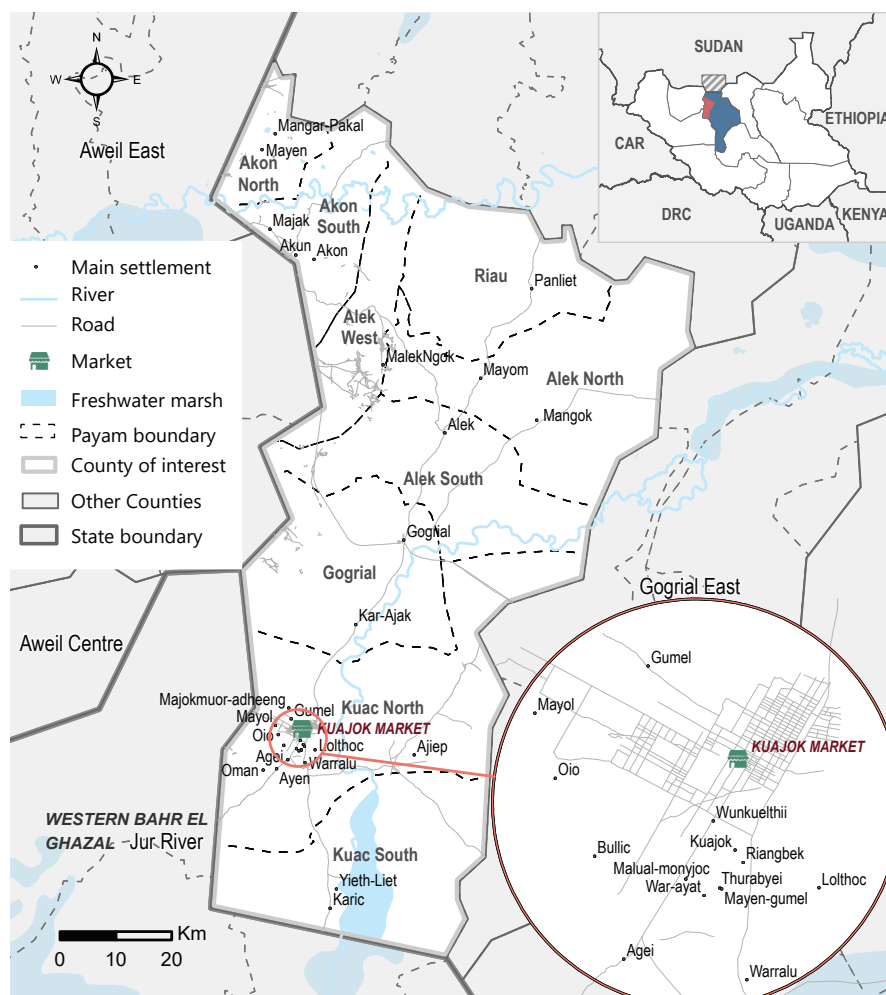 N
W
E
S
Aweil East
Mangar-Pakal
Mayen
Akon
North
Akon
South
Majak
Akun
Akon
Riau
Panliet
Alek
West
MalekNgok
Mayom
Alek North
Mangok
Alek
Alek South
Gogrial
Gogrial
Kar-Ajak
Aweil Centre
Gogrial East
Majokmuor-adheeng
Gumel
Kuac North
Mayol
KUAJOK MARKET
Oio
Lolthoc
Ajiep
Agei
Warralu
Oman
Ayen
WESTERN BAHR EL
GHAZAL
Jur River
Kuac South
Yieth-Liet
Karic
Km
0 10 20
Main settlement
River
Road
Market
Freshwater marsh
Payam boundary
County of interest
Other Counties
State boundary
SUDAN
ETHIOPIA
CAR
DRC
UGANDA
KENYA
Gumel
Mayol
KUAJOK MARKET
Oio
Wunkuelthii
Kuajok
Bullic
Riangbek
Malual-monyjoc
War-ayat
Thurabyei
Lolthoc
Mayen-gumel
Agei
Warralu